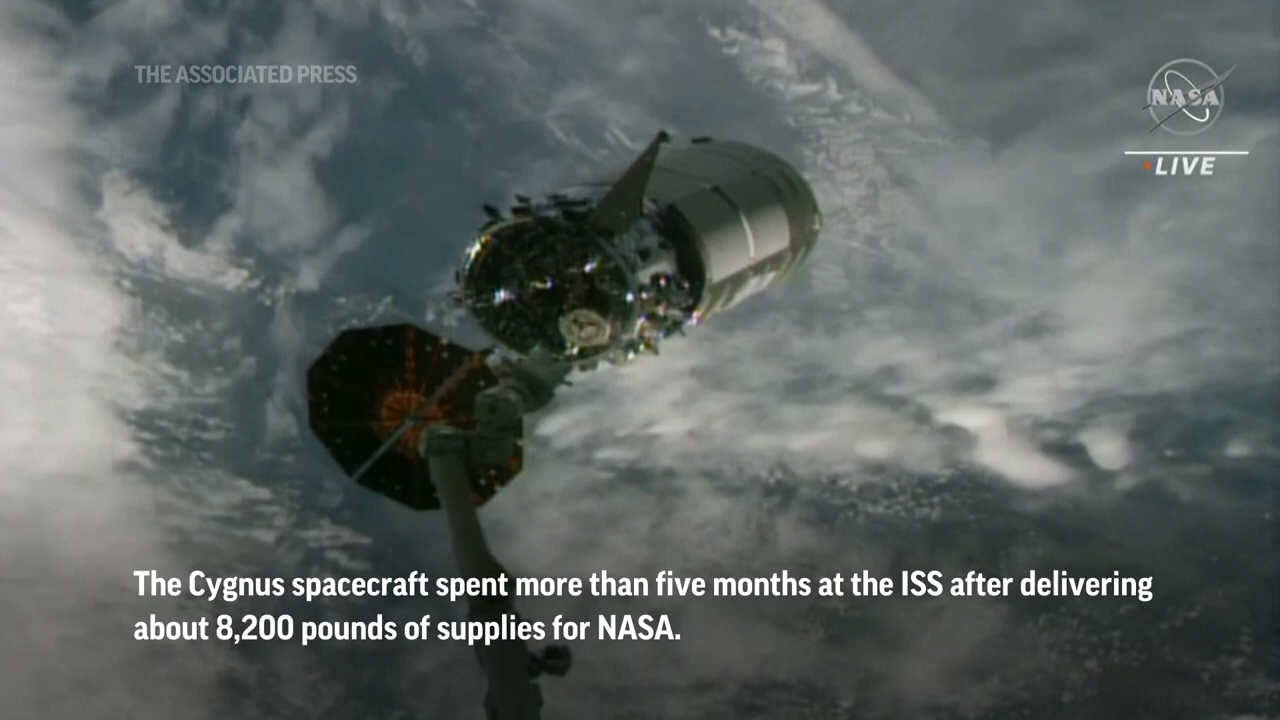 THE ASSOCIATED PRESS
NASA
LIVE
The Cygnus spacecraft spent more than five months at the ISS after delivering
about 8,200 pounds of supplies for NASA.